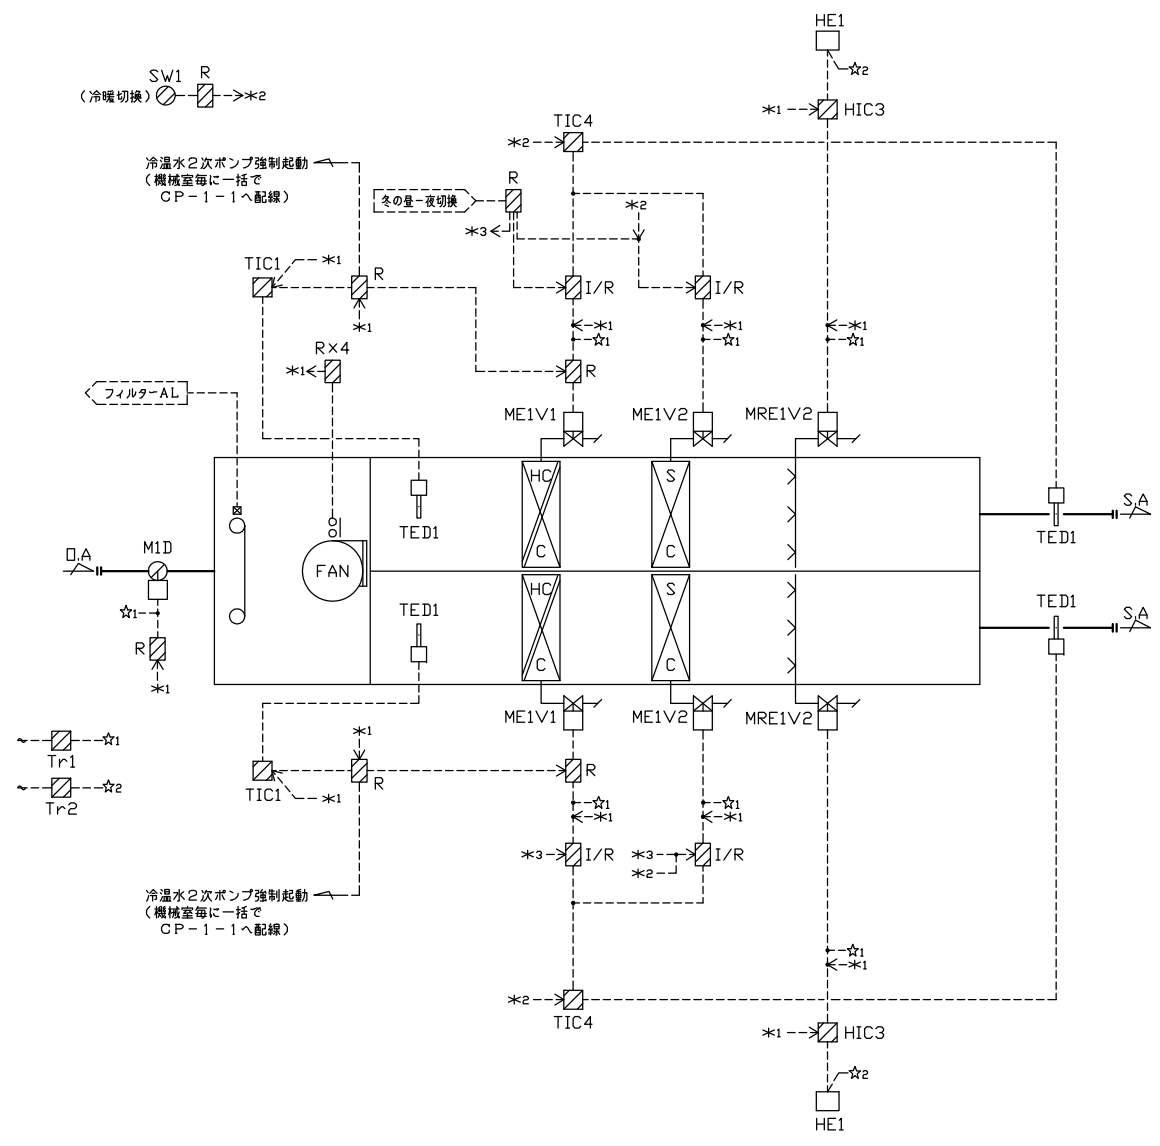 HE1
☆2
SW1
R
(冷暖切換)
*2
*1
HIC3
TIC4
*2
冷温水2次ポンプ強制起動
(機械室毎に一括で
CP-1-1へ配線)
R
冬の昼一夜切換
*2
*3
TIC1
*1
R
I/R
I/R
*1
*1
*1
*1
☆1
☆1
☆1
R×4
*1
R
フィルターAL
ME1V1
ME1V2
MRE1V2
HC
S
S,A
TED1
TED1
C
C
O,A
M1D
FAN
HC
S
TED1
TED1
S,A
☆1
R
C
C
*1
ME1V1
ME1V2
MRE1V2
*1
☆1
Tr1
R
TIC1
R
*1
☆2
Tr2
☆1
☆1
*1
*1
*3
I/R
*3
I/R
*2
冷温水2次ポンプ強制起動
(機械室毎に一括で
CP-1-1へ配線)
☆1
*1
*2
TIC4
*1
HIC3
☆2
HE1